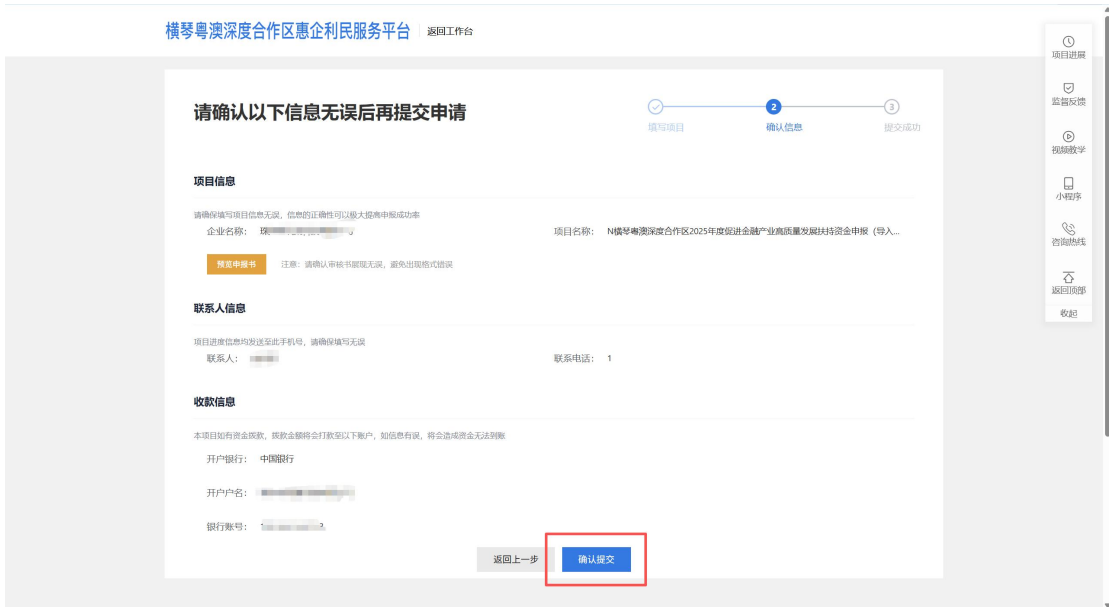 横琴粤澳深度合作区惠企利民服务平台 返回工作台
请确认以下信息无误后再提交申请
2
3
填写项目
确认信息
提交成功
项目信息
请确保填写项目信息无误，信息的正确性可以极大提高申报成功率
企业名称： 珠
项目名称： N横琴粤澳深度合作区2025年度促进金融产业高质量发展扶持资金申报（导入...
预览申报书 注意：请确认审核书展现无误，避免出现格式错误
联系人信息
项目进度信息均发送至此手机号，请确保填写无误
联系人：
联系电话： 1
收款信息
本项目如有资金拨款，拨款金额将会打款至以下账户，如信息有误，将会造成资金无法到账
开户银行： 中国银行
开户户名：
银行账号：
返回上一步
确认提交
项目进展
监督反馈
视频教学
小程序
咨询热线
返回顶部
收起